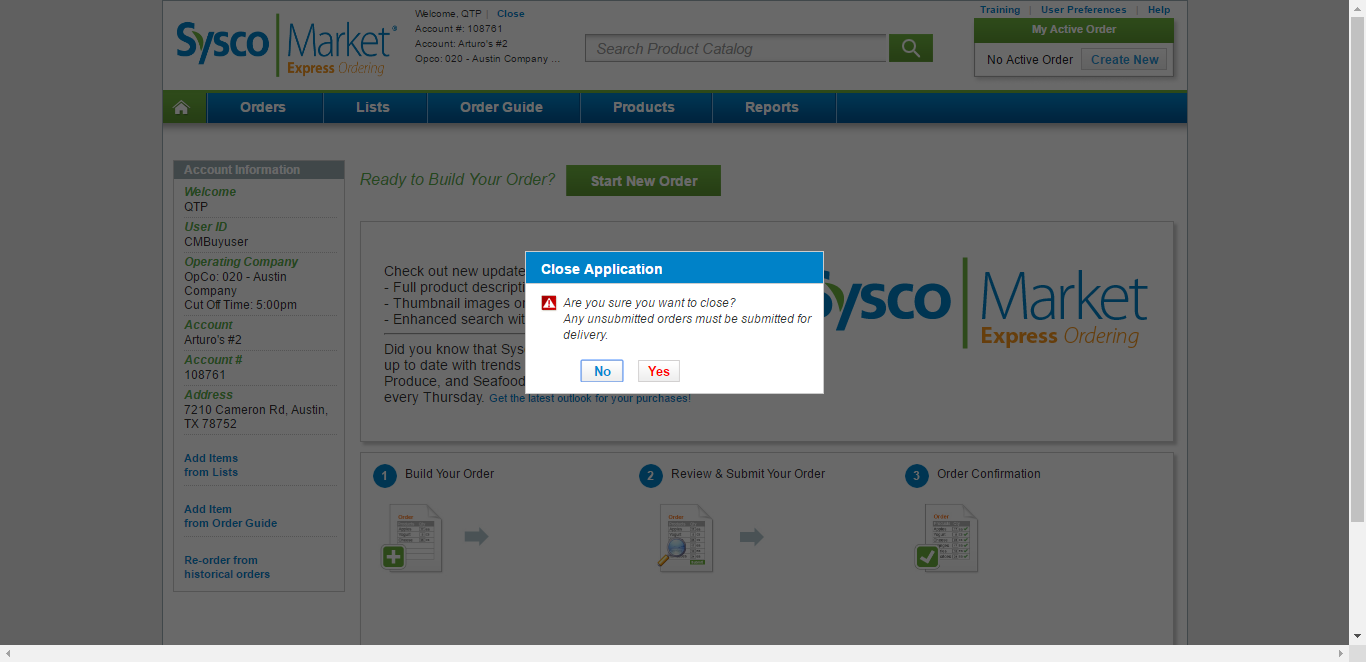 Sysco Market®
Express Ordering
Welcome, QTP | Close
Account #: 108761
Account: Arturo's #2
Opco: 020 - Austin Company ...
Search Product Catalog
Training | User Preferences | Help
My Active Order
No Active Order Create New
Orders Lists Order Guide Products Reports
Account Information
Welcome
QTP
User ID
CMBuyuser
Operating Company
OpCo: 020 - Austin
Company
Cut Off Time: 5:00pm
Account
Arturo's #2
Account #
108761
Address
7210 Cameron Rd, Austin,
TX 78752
Add Items
from Lists
Add Item
from Order Guide
Re-order from
historical orders
Ready to Build Your Order? Start New Order
Check out new update
- Full product descripti
- Thumbnail images o
- Enhanced search wit
Did you know that Sys
up to date with trends
Produce, and Seafood
every Thursday. Get the latest outlook for your purchases!
Sysco Market
Express Ordering
Close Application
Are you sure you want to close?
Any unsubmitted orders must be submitted for
delivery.
No Yes
1 Build Your Order
2 Review & Submit Your Order
3 Order Confirmation
Order
Order
Order